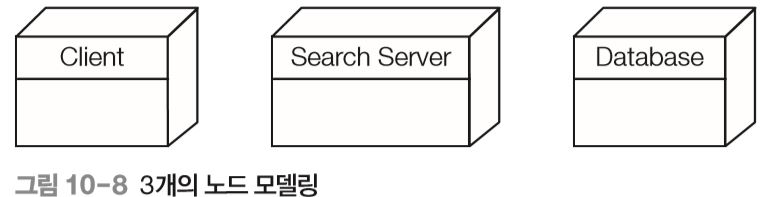 Client Search Server Database
그림 10-8 3개의 노드 모델링